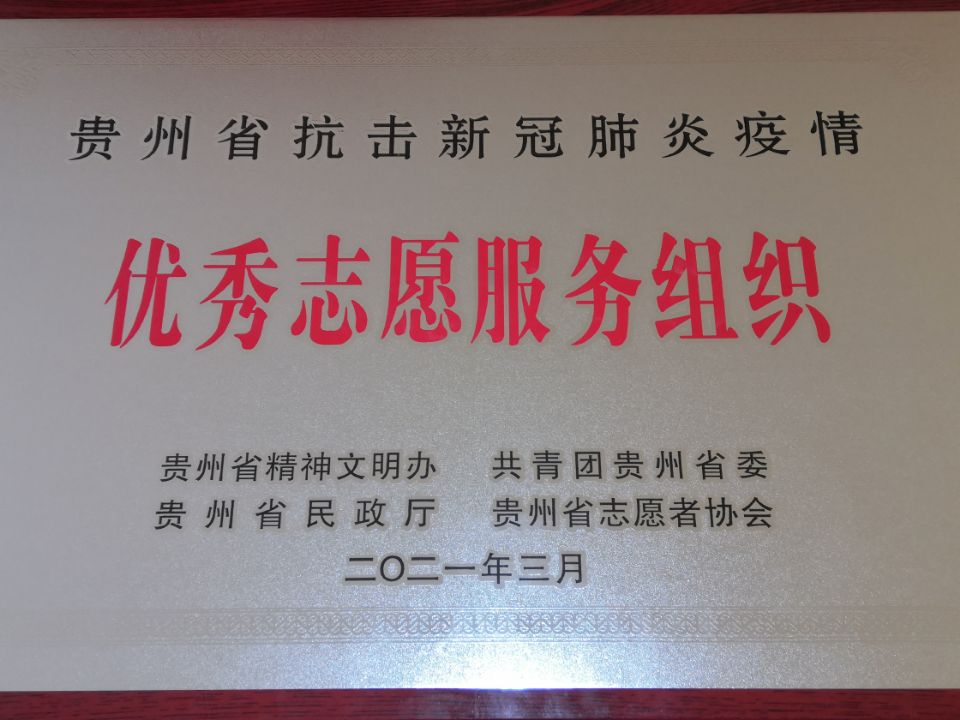 贵州省抗击新冠肺炎疫情
优秀志愿服务组织
贵州省精神文明办 共青团贵州省委
贵州省民政厅 贵州省志愿者协会
二〇二一年三月